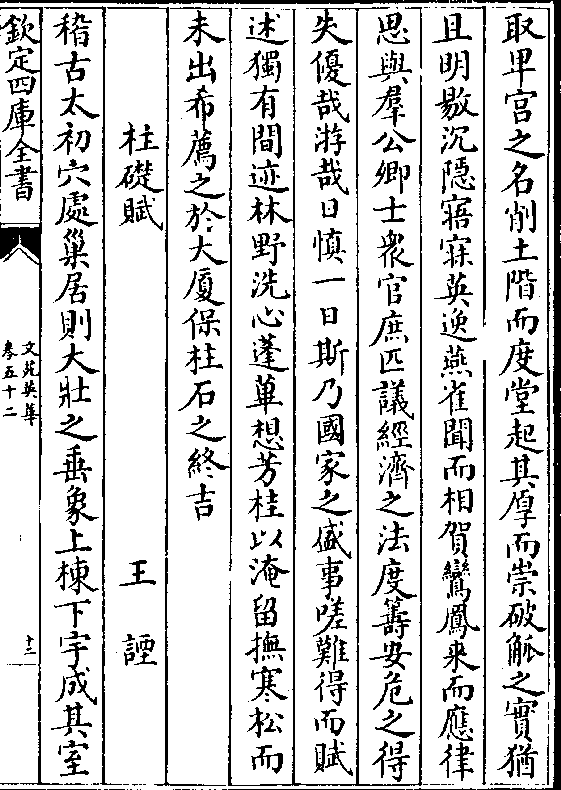 取卑宫之名削土階而度堂起其厚而崇破觚之實猶
且明敭沉隠寤寐英逸燕雀聞而相賀鸞鳳來而應律
思與羣公卿士衆官庶匹議經濟之法度籌安危之得
失優哉游哉日慎一日斯乃國家之盛事嗟難得而賦
述獨有間迹林野洗心蓬蓽想芳桂以淹留撫寒松而
未出希薦之於大厦保柱石之終吉
柱礎賦 王諲
稽古太初穴處巢居則大壯之垂象上棟下宇成其室
欽定四庫全書
文苑英華
卷五十二
十二